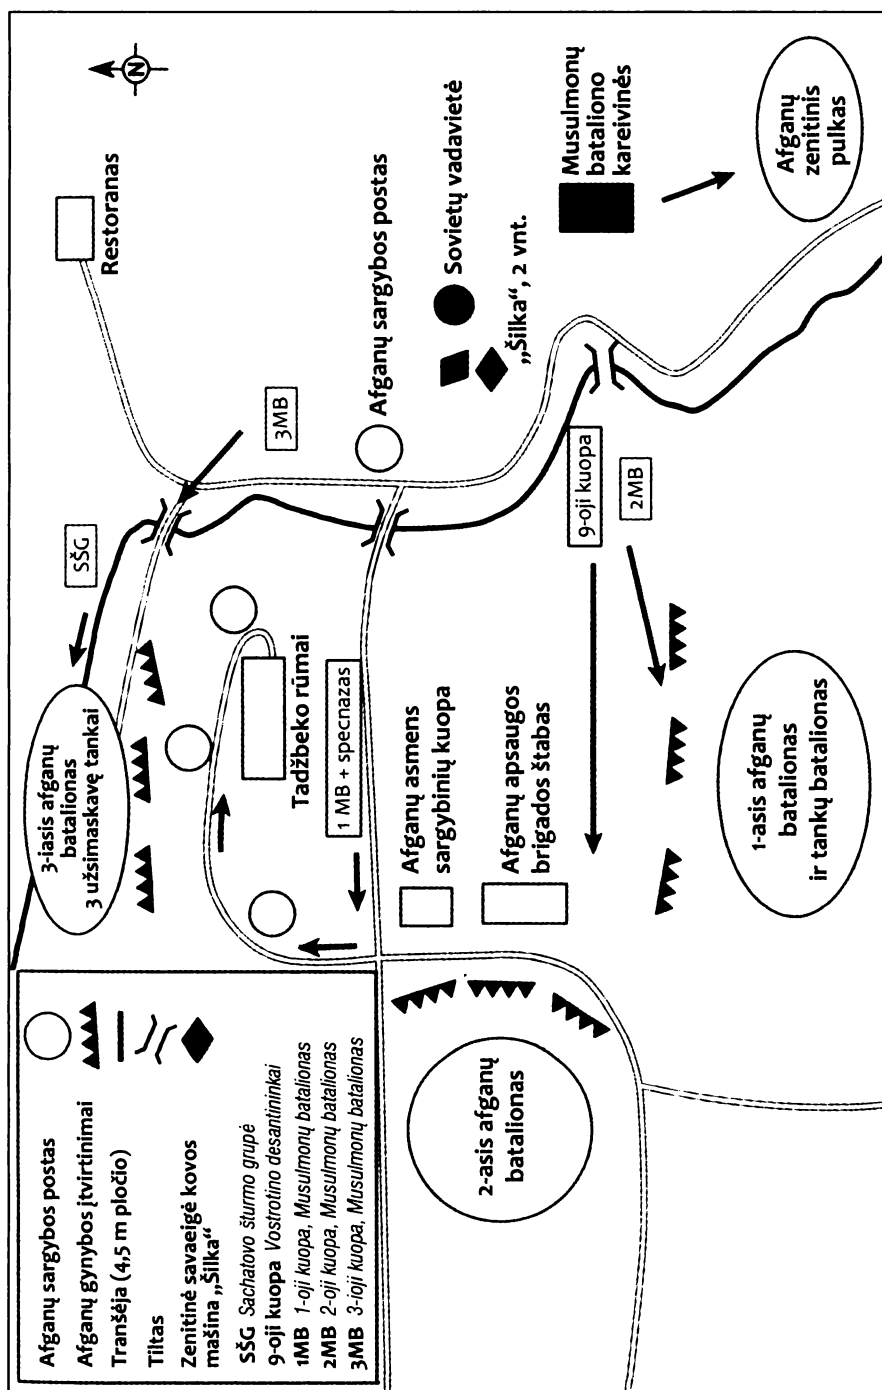 Afganų sargybos postas
Afganų gynybos įtvirtinimai
Tranšėja (4,5 m pločio)
Tiltas
Zenitinė savaeigė kovos
mašina „Šilka“
SŠG Sachatovo šturmo grupė
9-oji kuopa Vostrotino desantininkai
1MB 1-oji kuopa, Musulmonų batalionas
2MB 2-oji kuopa, Musulmonų batalionas
3MB 3-ioji kuopa, Musulmonų batalionas
3-iasis afganų
batalionas
3 užsimaskavę tankai
SŠG
3MB
Restoranas
N
Tadžbeko rūmai
1 MB + specnazas
Afganų sargybos postas
Sovietų vadavietė
„Šilka“, 2 vnt.
Musulmonų
bataliono
kareivinės
Afganų
zenitinis
pulkas
Afganų asmens
sargybinių kuopa
Afganų apsaugos
brigados štabas
9-oji kuopa
2MB
2-asis afganų
batalionas
1-asis afganų
batalionas
ir tankų batalionas